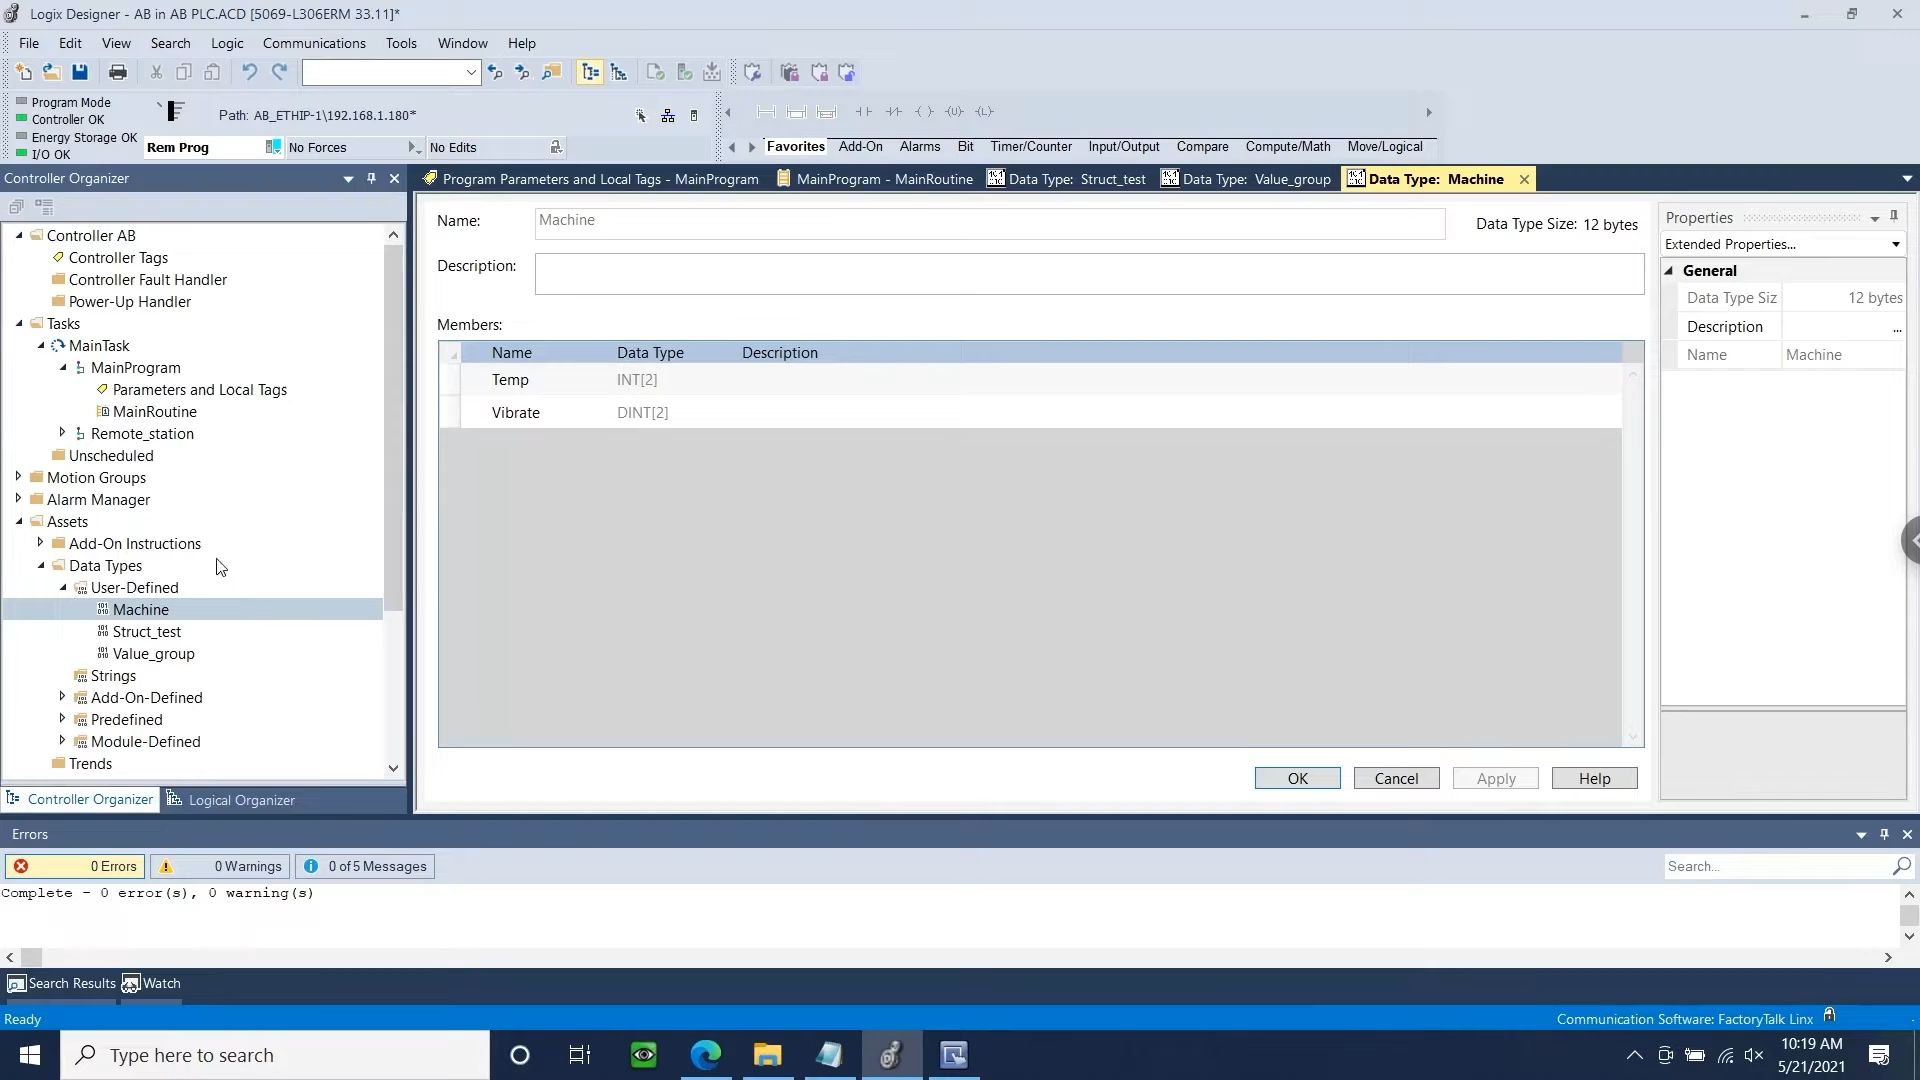 Logix Designer - AB in AB PLC.ACD [5069-L306ERM 33.11]*
File Edit View Search Logic Communications Tools Window Help
Program Mode
Controller OK
Energy Storage OK
I/O OK
Path: AB_ETHIP-1\192.168.1.180*
Rem Prog No Forces No Edits
Favorites Add-On Alarms Bit Timer/Counter Input/Output Compare Compute/Math Move/Logical
Controller Organizer
Program Parameters and Local Tags - MainProgram MainProgram - MainRoutine Data Type: Struct_test Data Type: Value_group Data Type: Machine
Controller AB
Controller Tags
Controller Fault Handler
Power-Up Handler
Tasks
MainTask
MainProgram
Parameters and Local Tags
MainRoutine
Remote_station
Unscheduled
Motion Groups
Alarm Manager
Assets
Add-On Instructions
Data Types
User-Defined
Machine
Struct_test
Value_group
Strings
Add-On-Defined
Predefined
Module-Defined
Trends
Controller Organizer Logical Organizer
Name: Machine Data Type Size: 12 bytes
Description:
Members:
Name Data Type Description
Temp INT[2]
Vibrate DINT[2]
OK Cancel Apply Help
Properties
Extended Properties...
General
Data Type Siz 12 bytes
Description ...
Name Machine
Errors
0 Errors 0 Warnings 0 of 5 Messages Search...
Complete - 0 error(s), 0 warning(s)
Search Results Watch
Ready Communication Software: FactoryTalk Linx
Type here to search
10:19 AM
5/21/2021